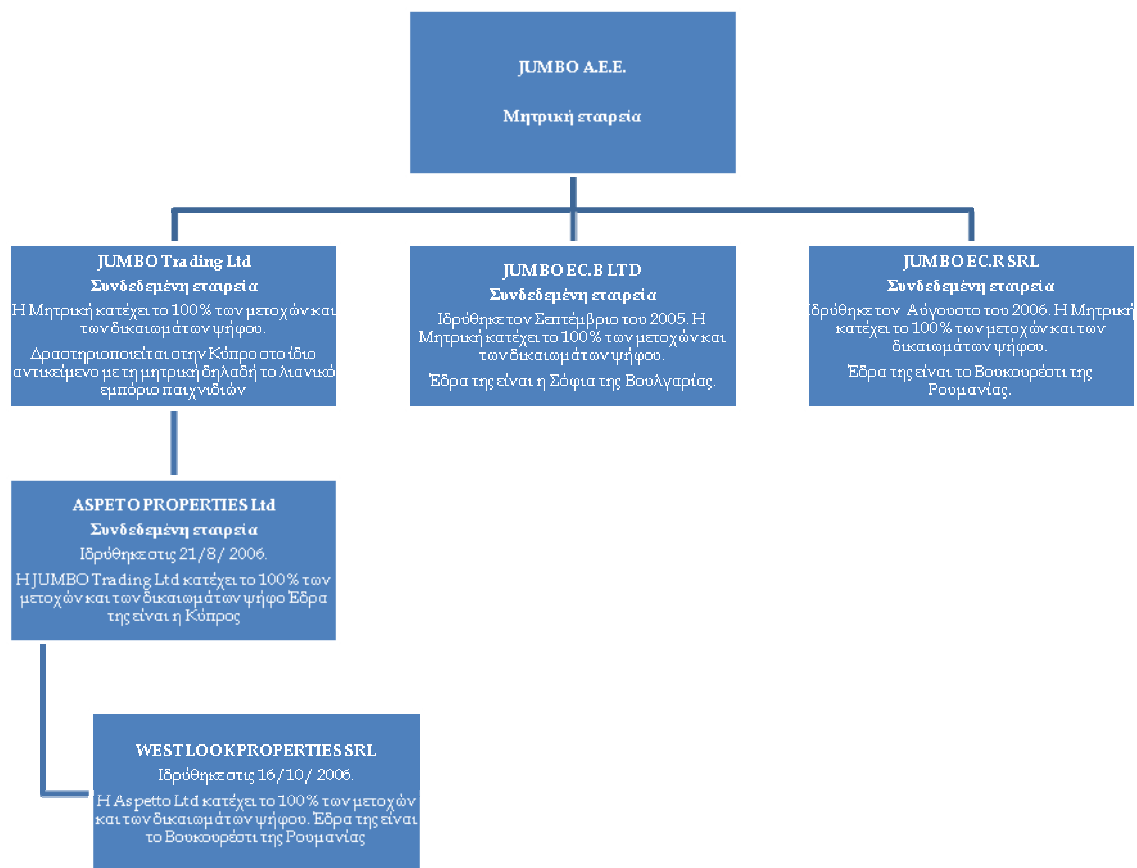 JUMBO A.E.E.
Μητρική εταιρεία
JUMBO Trading Ltd
Συνδεδεμένη εταιρεία
Η Μητρική κατέχει το 100% των μετοχών και
των δικαιωμάτων ψήφου.
Δραστηριοποιείται στην Κύπρο στο ίδιο
αντικείμενο με τη μητρική δηλαδή το λιανικό
εμπόριο παιχνιδιών
JUMBO EC.B LTD
Συνδεδεμένη εταιρεία
Ιδρύθηκε τον Σεπτέμβριο του 2005. Η
Μητρική κατέχει το 100% των μετοχών και
των δικαιωμάτων ψήφου.
Έδρα της είναι η Σόφια της Βουλγαρίας.
JUMBO EC.R SRL
Συνδεδεμένη εταιρεία
Ιδρύθηκε τον Αύγουστο του 2006. Η Μητρική
κατέχει το 100% των μετοχών και των
δικαιωμάτων ψήφου.
Έδρα της είναι το Βουκουρέστι της
Ρουμανίας.
ASPETO PROPERTIES Ltd
Συνδεδεμένη εταιρεία
Ιδρύθηκε στις 21/8/ 2006.
Η JUMBO Trading Ltd κατέχει το 100% των
μετοχών και των δικαιωμάτων ψήφο Έδρα
της είναι η Κύπρος
WEST LOOK PROPERTIES SRL
Ιδρύθηκε στις 16/10/ 2006.
Η Aspetto Ltd κατέχει το 100% των μετοχών
και των δικαιωμάτων ψήφου. Έδρα της είναι
το Βουκουρέστι της Ρουμανίας